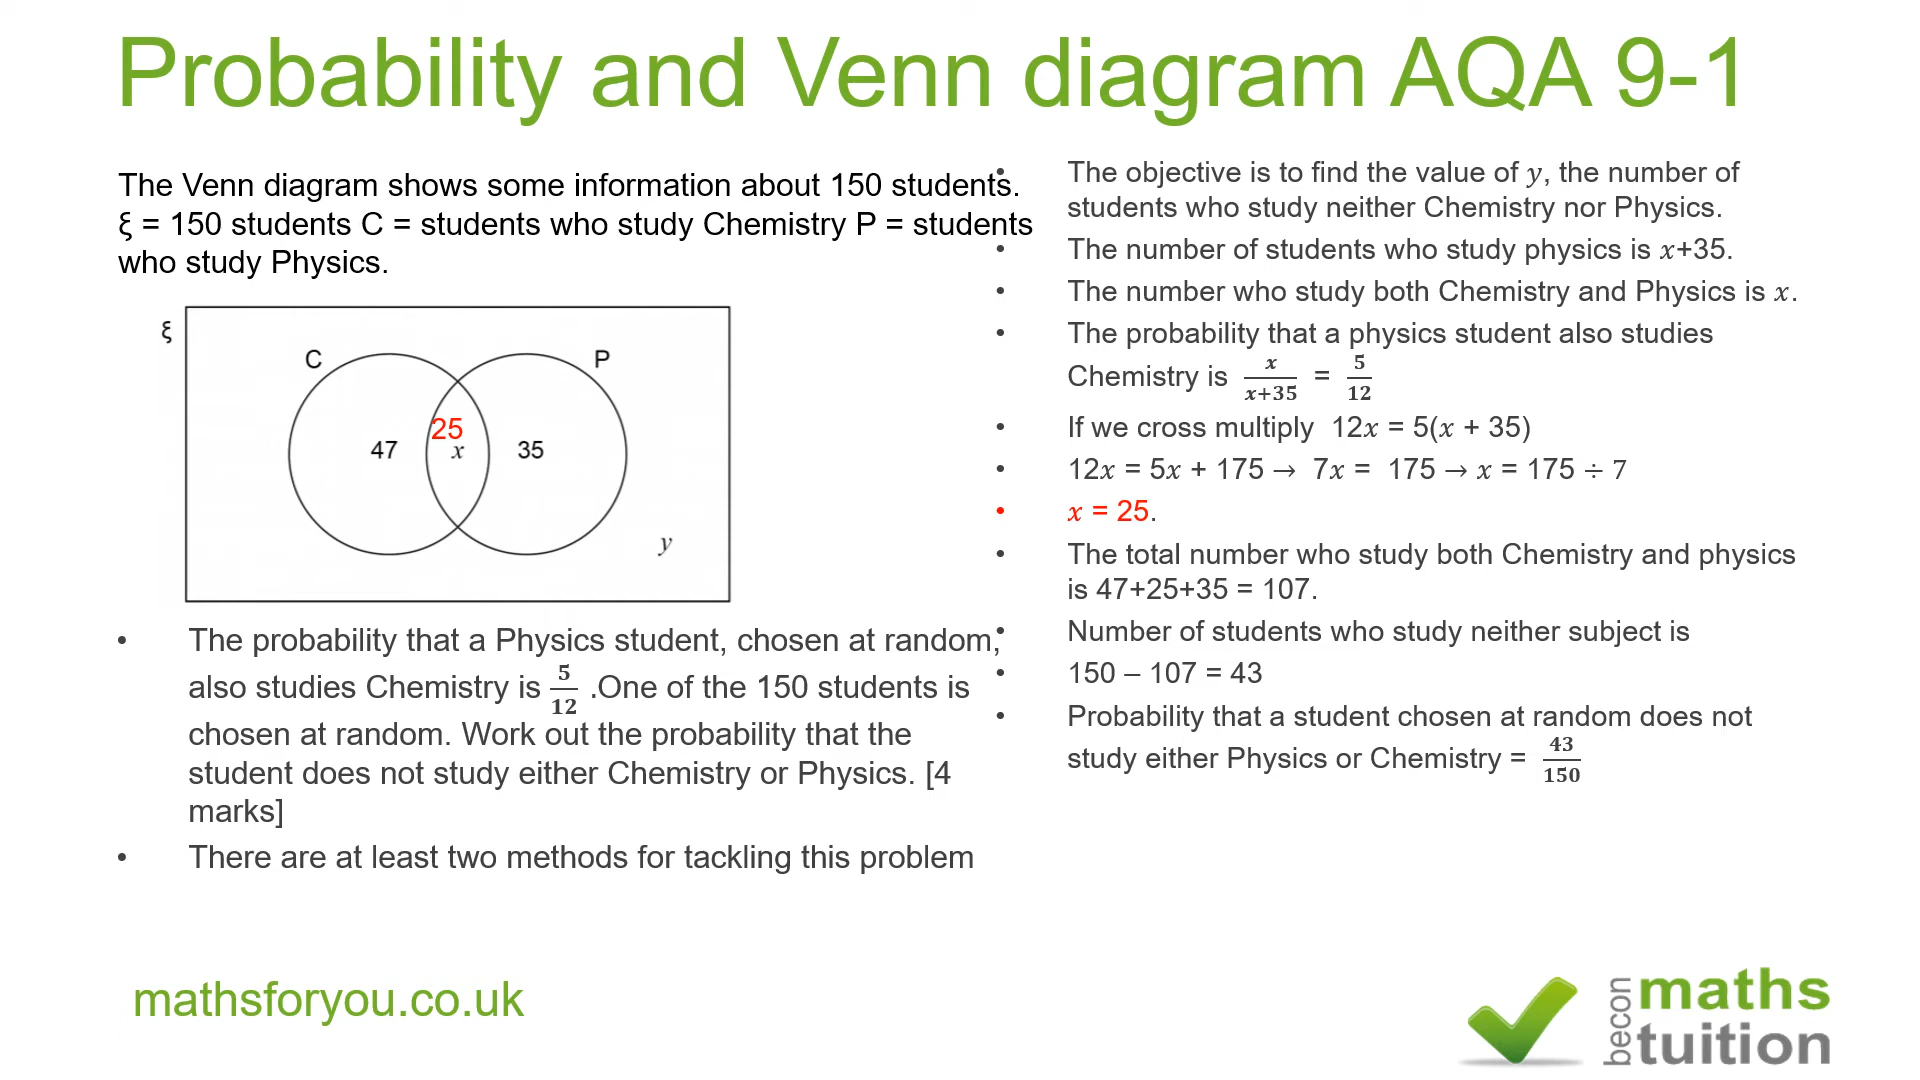 Probability and Venn diagram AQA 9-1
The Venn diagram shows some information about 150 students.
ξ = 150 students C = students who study Chemistry P = students
who study Physics.
ξ
C
P
25
47
x
35
y
• The probability that a Physics student, chosen at random,
also studies Chemistry is 5/12 .One of the 150 students is
chosen at random. Work out the probability that the
student does not study either Chemistry or Physics. [4
marks]
• There are at least two methods for tackling this problem
• The objective is to find the value of y, the number of
students who study neither Chemistry nor Physics.
• The number of students who study physics is x+35.
• The number who study both Chemistry and Physics is x.
• The probability that a physics student also studies
Chemistry is x/(x+35) = 5/12
• If we cross multiply 12x = 5(x + 35)
• 12x = 5x + 175 → 7x = 175 → x = 175 ÷ 7
• x = 25.
• The total number who study both Chemistry and physics
is 47+25+35 = 107.
• Number of students who study neither subject is
• 150 – 107 = 43
• Probability that a student chosen at random does not
study either Physics or Chemistry = 43/150
mathsforyou.co.uk
becon
maths
tuition